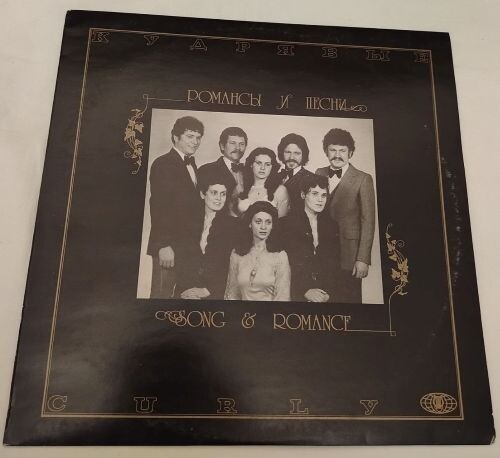 КУДРЯВЫЕ
РОМАНСЫ И ПЕСНИ
SONG & ROMANCE
CURLY